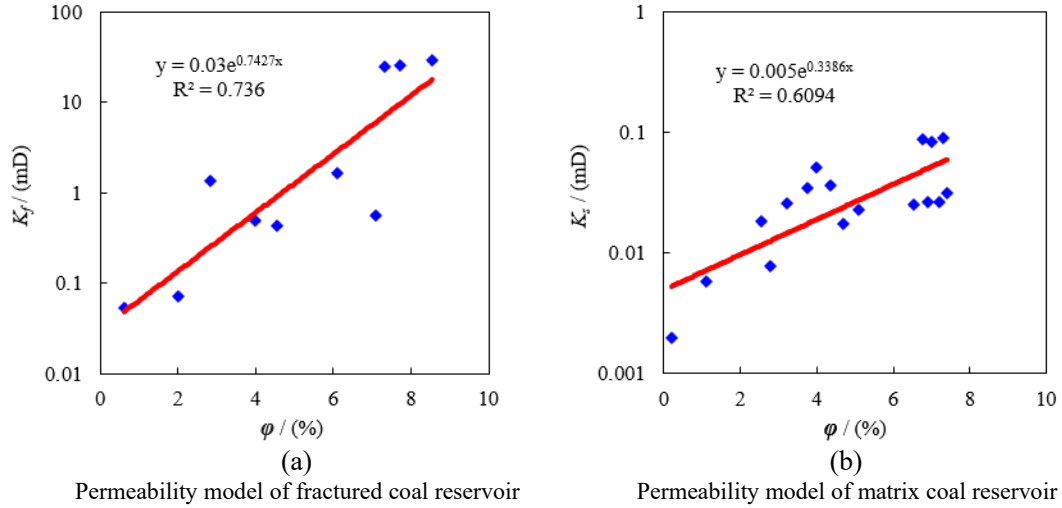 100
10
1
0.1
0.01
0
2
4
6
8
10
K_f / (mD)
y = 0.03e^{0.7427x}
R² = 0.736
φ / (%)
(a)
Permeability model of fractured coal reservoir
1
0.1
0.01
0.001
0
2
4
6
8
10
K_s / (mD)
y = 0.005e^{0.3386x}
R² = 0.6094
φ / (%)
(b)
Permeability model of matrix coal reservoir